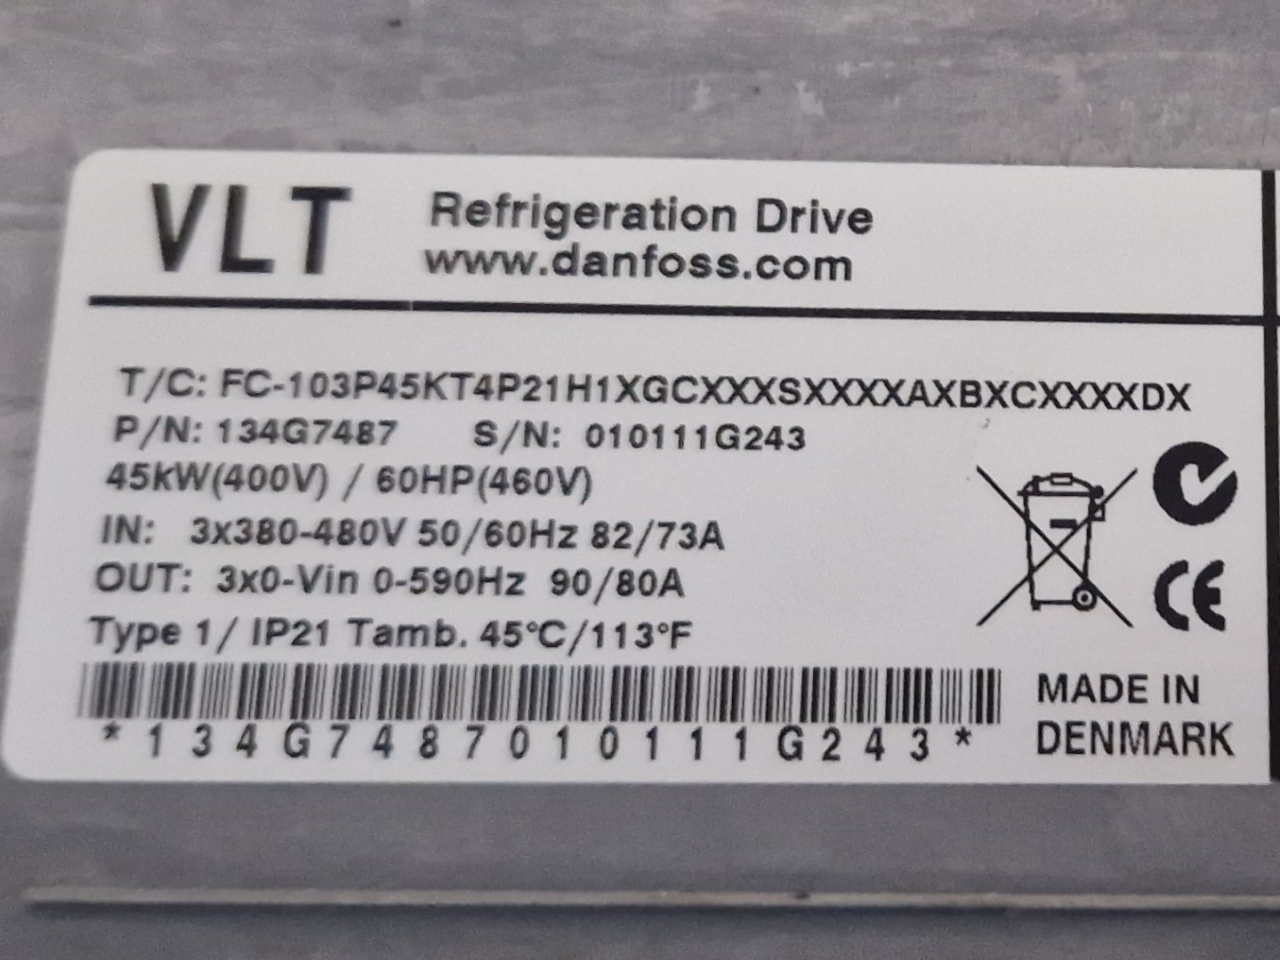 VLT
Refrigeration Drive
www.danfoss.com
T/C: FC-103P45KT4P21H1XGCXXXSXXXXAXBXCXXXXDX
P/N: 134G7487 S/N: 010111G243
45kW(400V) / 60HP(460V)
IN: 3x380-480V 50/60Hz 82/73A
OUT: 3x0-Vin 0-590Hz 90/80A
Type 1/ IP21 Tamb. 45°C/113°F
*134G7487010111G243*
CE
MADE IN
DENMARK